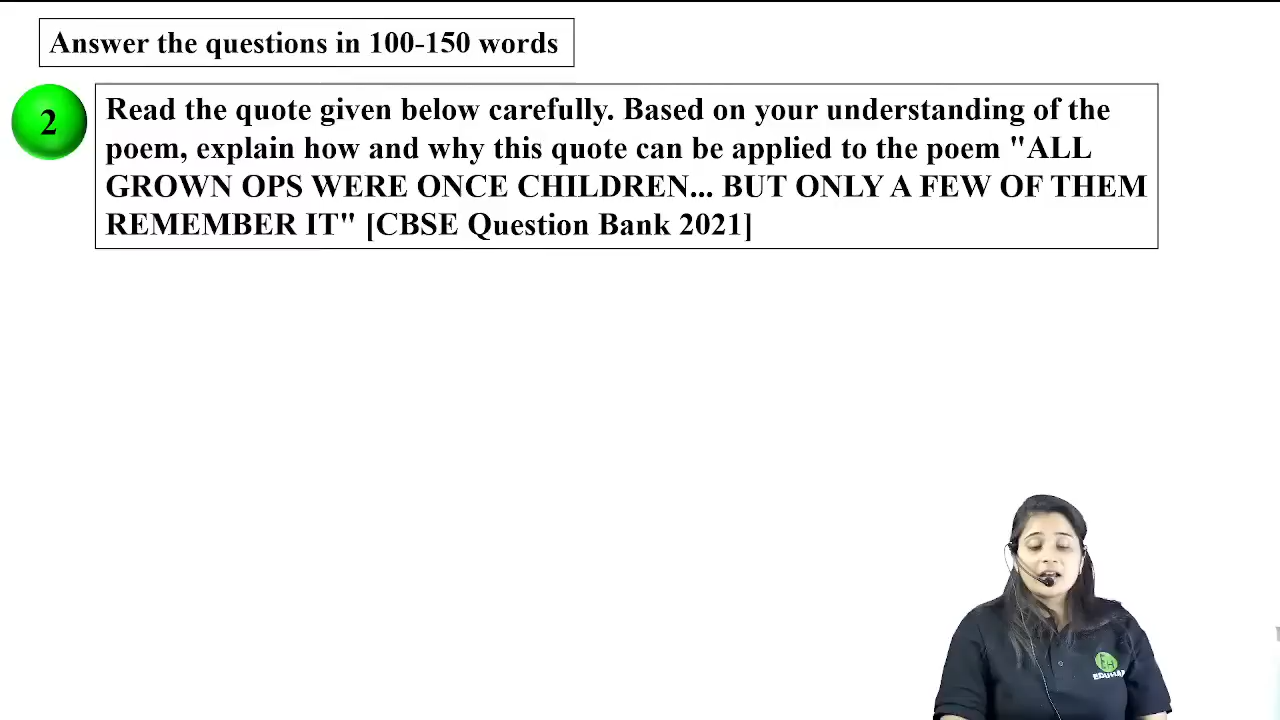 Answer the questions in 100-150 words
2
Read the quote given below carefully. Based on your understanding of the
poem, explain how and why this quote can be applied to the poem "ALL
GROWN OPS WERE ONCE CHILDREN... BUT ONLY A FEW OF THEM
REMEMBER IT" [CBSE Question Bank 2021]